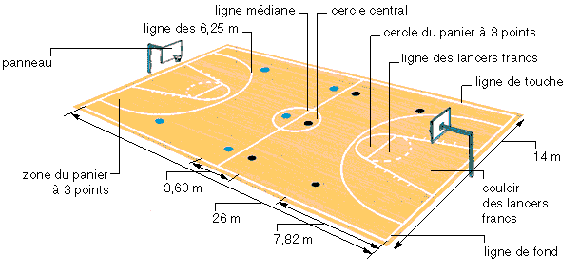 ligne médiane
cercle central
ligne des 6,25 m
cercle du panier à 3 points
panneau
ligne des lancers francs
ligne de touche
14 m
zone du panier
à 3 points
0,60 m
couloir
des lancers
francs
26 m
7,82 m
ligne de fond